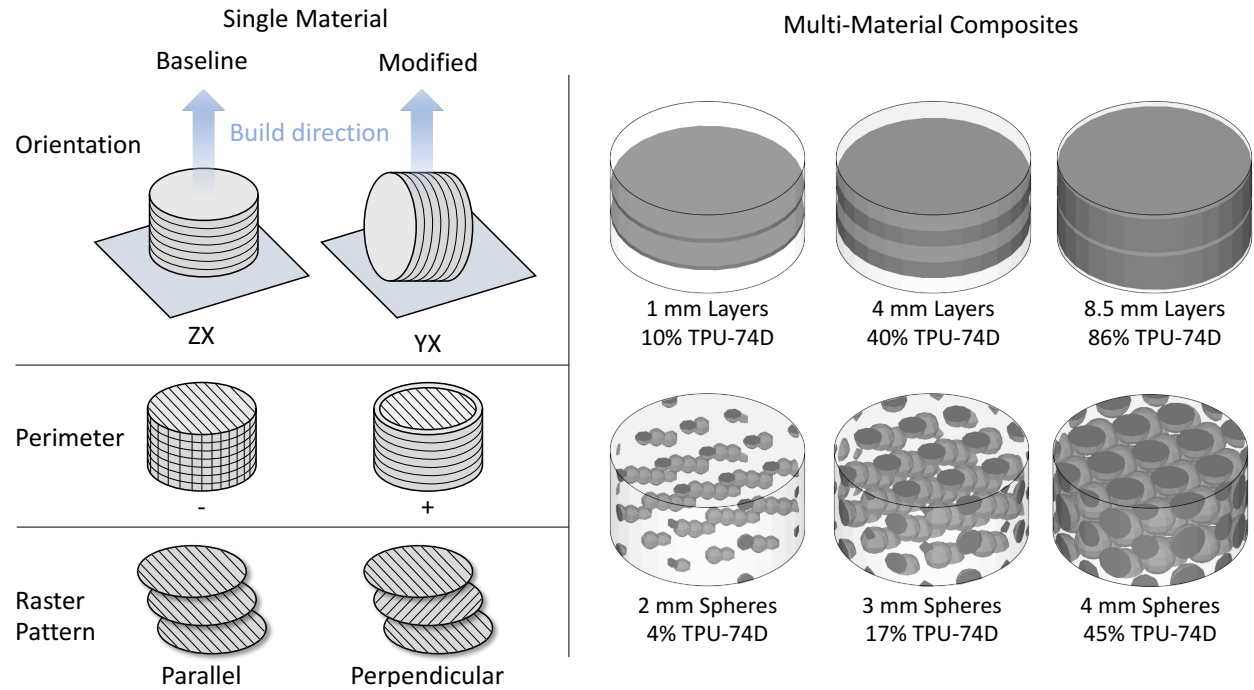 Single Material
Baseline
Modified
Build direction
Orientation
ZX
YX
Perimeter
-
+
Raster
Pattern
Parallel
Perpendicular
Multi-Material Composites
1 mm Layers
10% TPU-74D
4 mm Layers
40% TPU-74D
8.5 mm Layers
86% TPU-74D
2 mm Spheres
4% TPU-74D
3 mm Spheres
17% TPU-74D
4 mm Spheres
45% TPU-74D